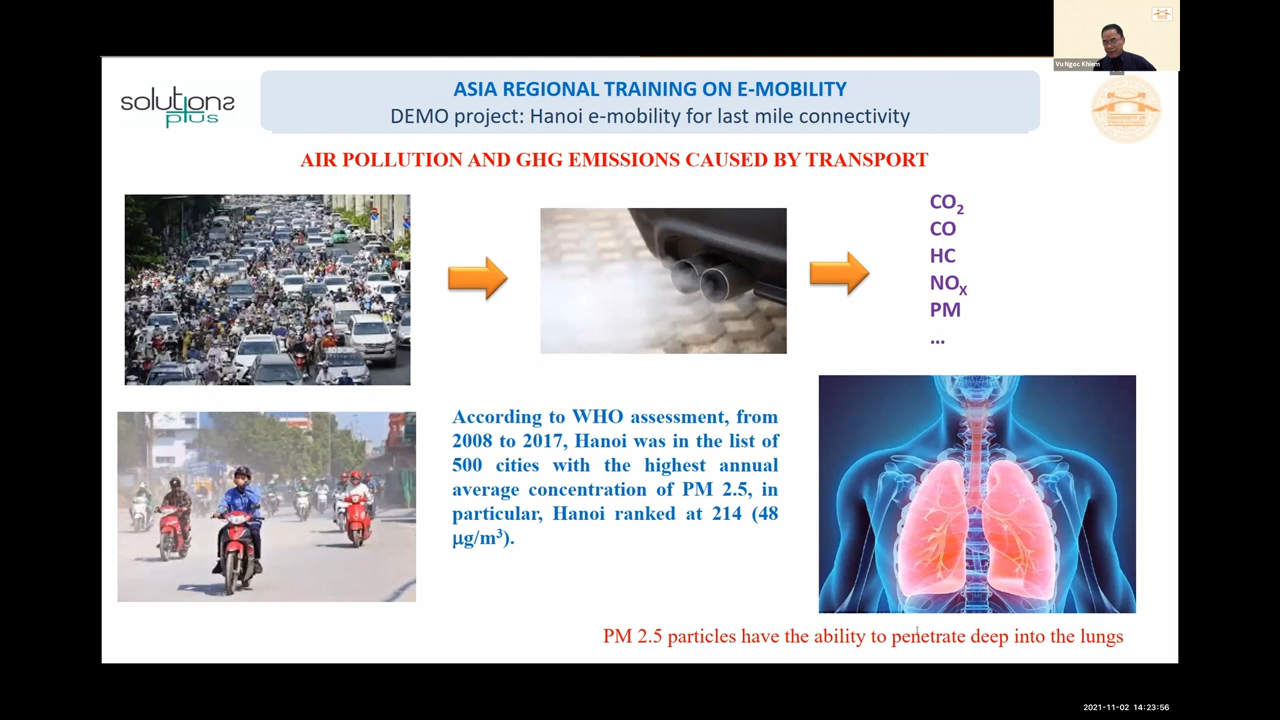 Vu Ngoc Khiem
solutions
plus
ASIA REGIONAL TRAINING ON E-MOBILITY
DEMO project: Hanoi e-mobility for last mile connectivity
AIR POLLUTION AND GHG EMISSIONS CAUSED BY TRANSPORT
CO₂
CO
HC
NOX
PM
...
According to WHO assessment, from
2008 to 2017, Hanoi was in the list of
500 cities with the highest annual
average concentration of PM 2.5, in
particular, Hanoi ranked at 214 (48
µg/m³).
PM 2.5 particles have the ability to penetrate deep into the lungs
2021-11-02 14:23:56